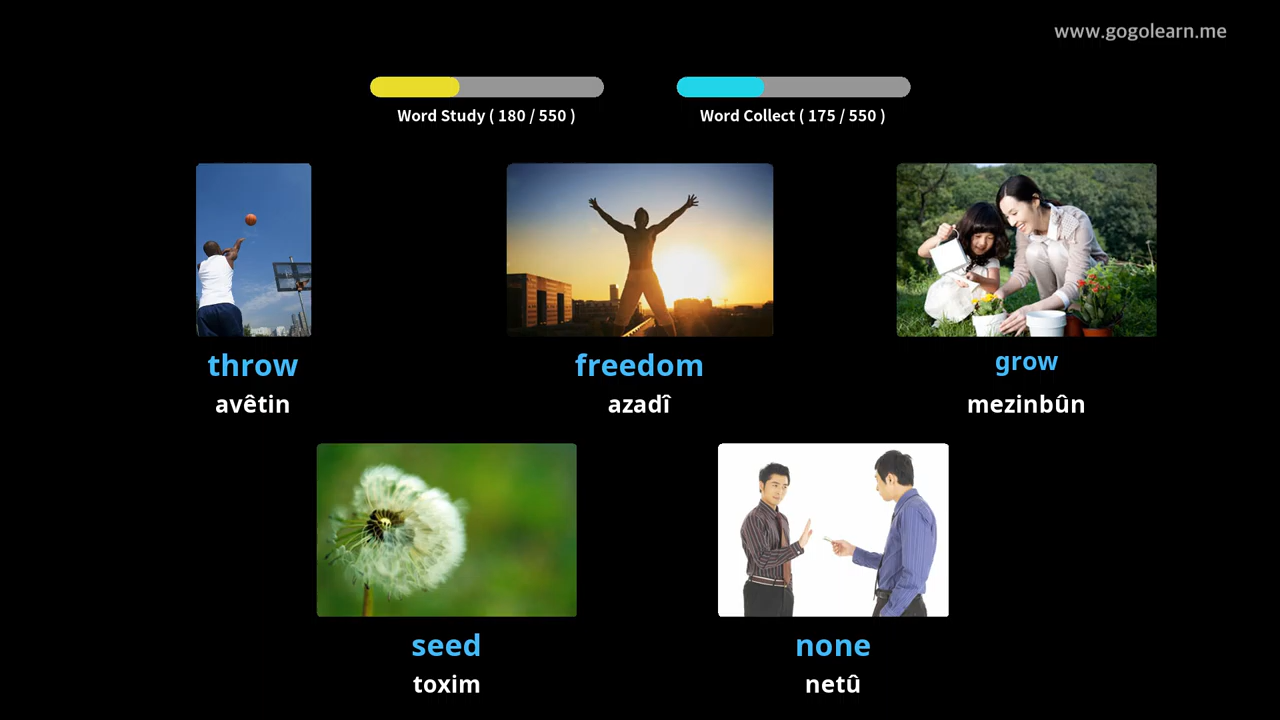 www.gogolearn.me
Word Study ( 180 / 550 )
Word Collect ( 175 / 550 )
throw
avêtin
freedom
azadî
grow
mezinbûn
seed
toxim
none
netû